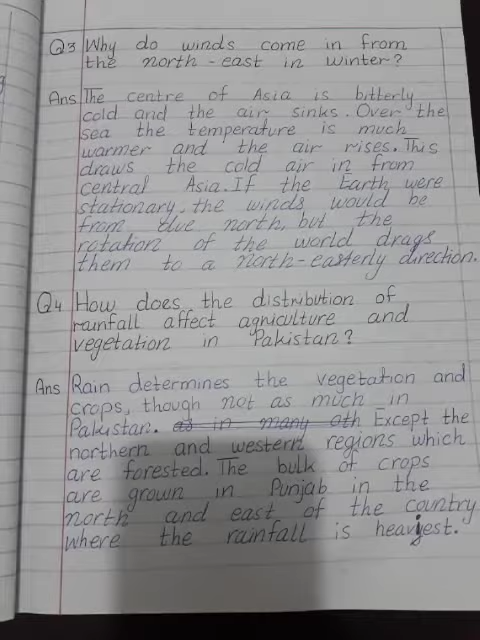 Q3 Why do winds come in from
the north-east in winter?
Ans The centre of Asia is bitterly
cold and the air sinks. Over the
sea the temperature is much
warmer and the air rises. This
draws the cold air in from
central Asia. If the Earth were
stationary, the winds would be
from due north, but the
rotation of the world drags
them to a north-easterly direction.
Q4 How does the distribution of
rainfall affect agriculture and
vegetation in Pakistan?
Ans Rain determines the vegetation and
crops, though not as much in
Pakistan. as in many oth Except the
northern and western regions which
are forested. The bulk of crops
are grown in Punjab in the
north and east of the country
where the rainfall is heaviest.